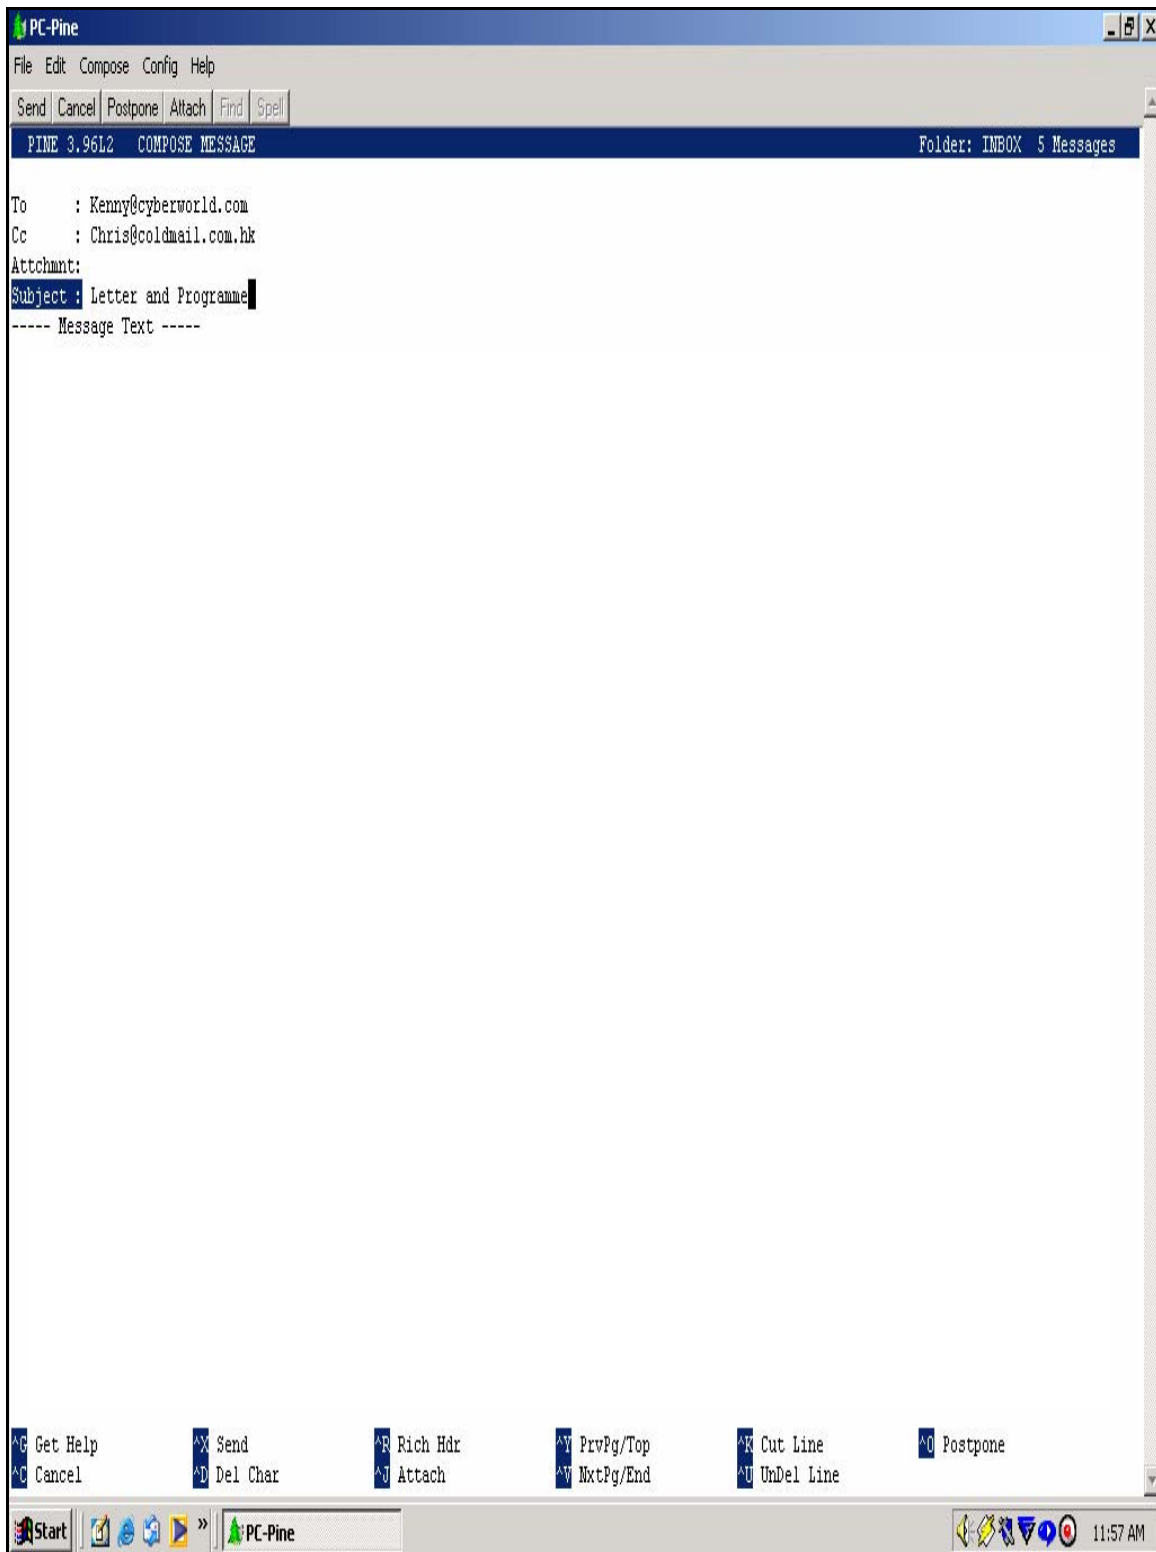 PC-Pine
File Edit Compose Config Help
Send Cancel Postpone Attach Find Spell
PINE 3.96L2 COMPOSE MESSAGE Folder: INBOX 5 Messages
To : Kenny@cyberworld.com
Cc : Chris@coldmail.com.hk
Attchmnt:
Subject : Letter and Programme
----- Message Text -----
^G Get Help ^X Send ^R Rich Hdr ^Y PrvPg/Top ^K Cut Line ^O Postpone
^C Cancel ^D Del Char ^J Attach ^V NxtPg/End ^U UnDel Line
Start » PC-Pine 11:57 AM